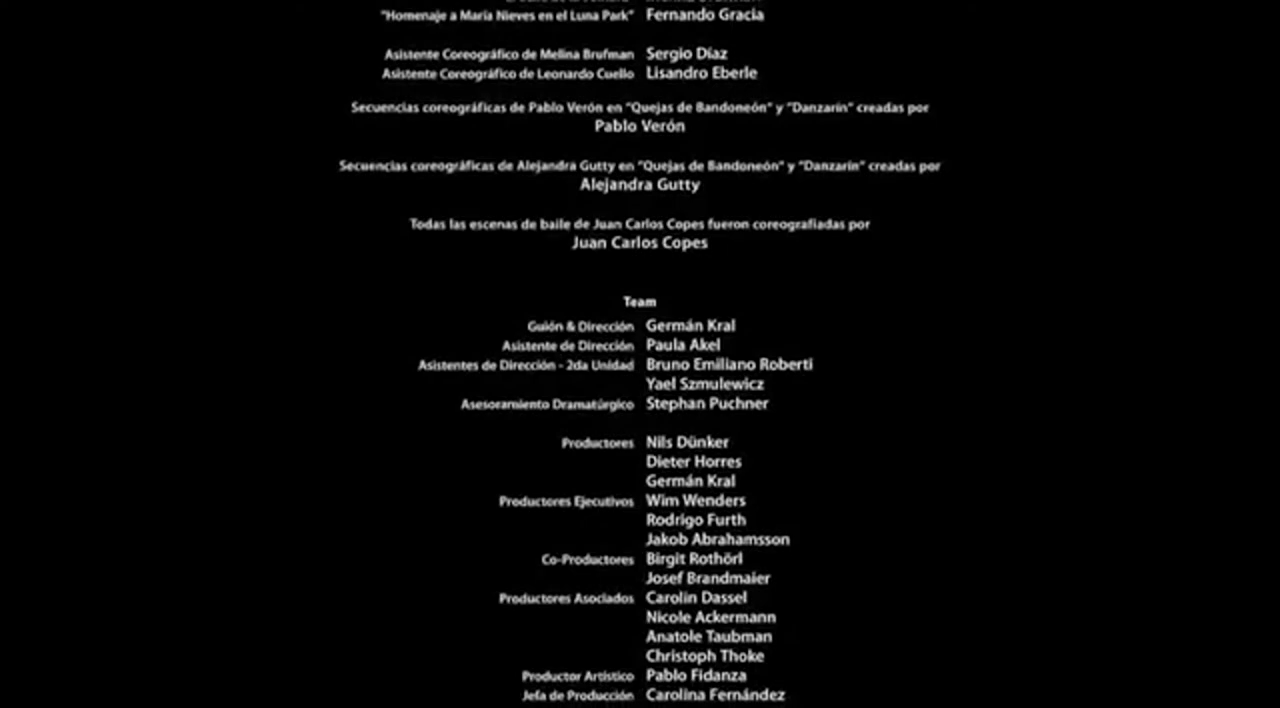 "Homenaje a María Nieves en el Luna Park" Fernando Gracia
Asistente Coreográfico de Melina Brufman Sergio Díaz
Asistente Coreográfico de Leonardo Cuello Lisandro Eberle
Secuencias coreográficas de Pablo Verón en "Quejas de Bandoneón" y "Danzarín" creadas por
Pablo Verón
Secuencias coreográficas de Alejandra Gutty en "Quejas de Bandoneón" y "Danzarín" creadas por
Alejandra Gutty
Todas las escenas de baile de Juan Carlos Copes fueron coreografiadas por
Juan Carlos Copes
Team
Guión & Dirección Germán Kral
Asistente de Dirección Paula Akel
Asistentes de Dirección - 2da Unidad Bruno Emiliano Roberti
Yael Szmulewicz
Asesoramiento Dramatúrgico Stephan Puchner
Productores Nils Dünker
Dieter Horres
Germán Kral
Productores Ejecutivos Wim Wenders
Rodrigo Furth
Jakob Abrahamsson
Co-Productores Birgit Rothörl
Josef Brandmaier
Productores Asociados Carolin Dassel
Nicole Ackermann
Anatole Taubman
Christoph Thoke
Productor Artístico Pablo Fidanza
Jefa de Producción Carolina Fernández